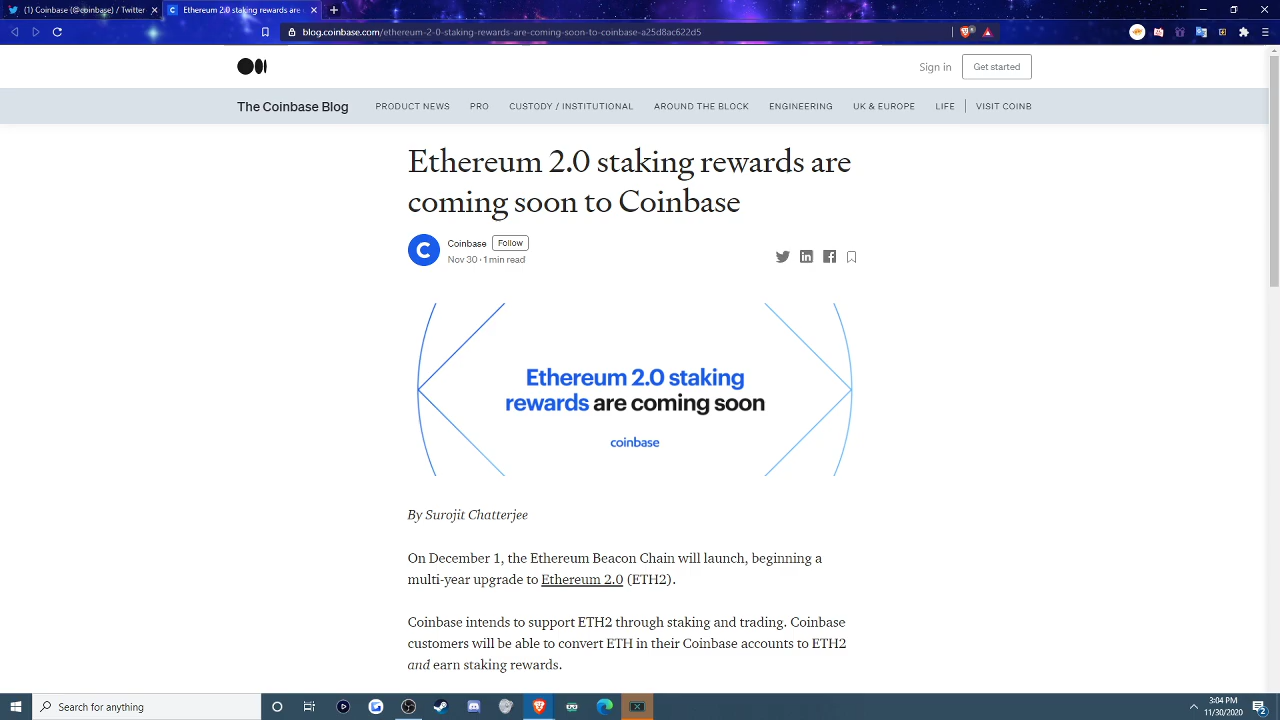 (1) Coinbase (@coinbase) / Twitter
Ethereum 2.0 staking rewards are
blog.coinbase.com/ethereum-2-0-staking-rewards-are-coming-soon-to-coinbase-a25d8ac622d5
Sign in
Get started
The Coinbase Blog
PRODUCT NEWS
PRO
CUSTODY / INSTITUTIONAL
AROUND THE BLOCK
ENGINEERING
UK & EUROPE
LIFE
VISIT COINB
Ethereum 2.0 staking rewards are
coming soon to Coinbase
C
Coinbase
Follow
Nov 30 · 1 min read
Ethereum 2.0 staking
rewards are coming soon
coinbase
By Surojit Chatterjee
On December 1, the Ethereum Beacon Chain will launch, beginning a
multi-year upgrade to Ethereum 2.0 (ETH2).
Coinbase intends to support ETH2 through staking and trading. Coinbase
customers will be able to convert ETH in their Coinbase accounts to ETH2
and earn staking rewards.
Search for anything
3:04 PM
11/30/2020
2